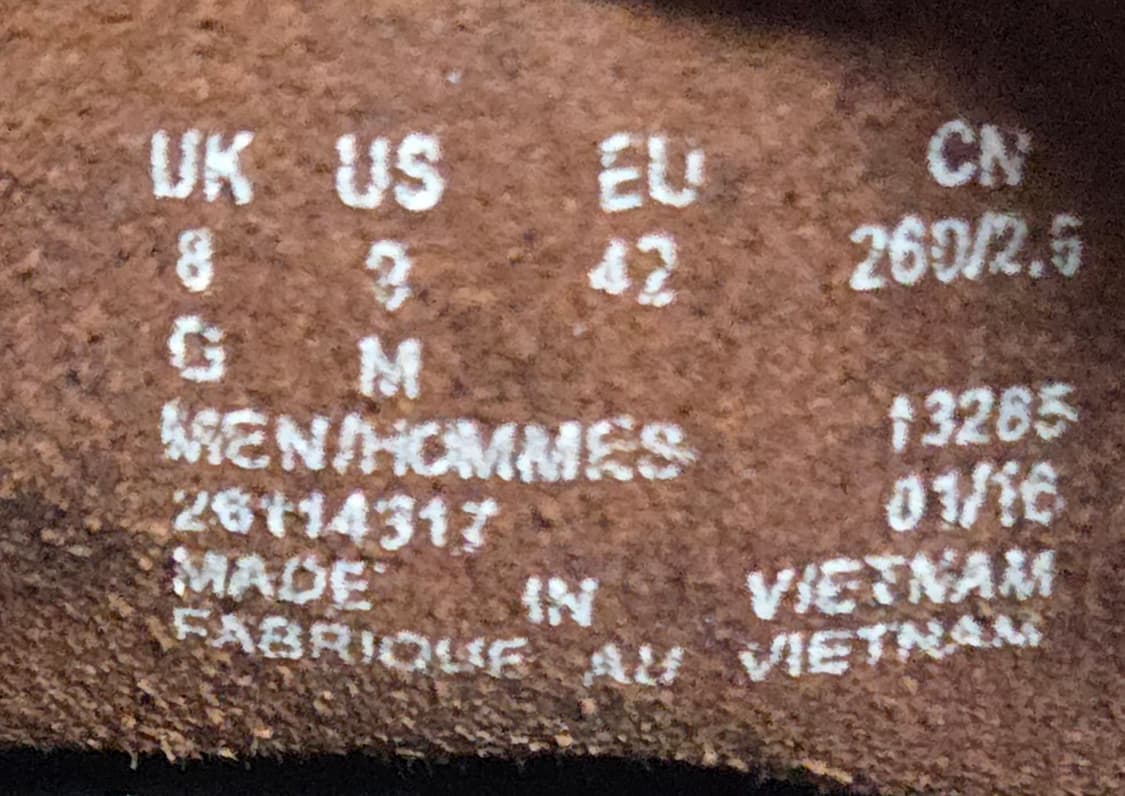 UK US EU CN
8 9 42 260/2.5
G M
MEN/HOMMES 13265
26114317 01/16
MADE IN VIETNAM
FABRIQUE AU VIETNAM